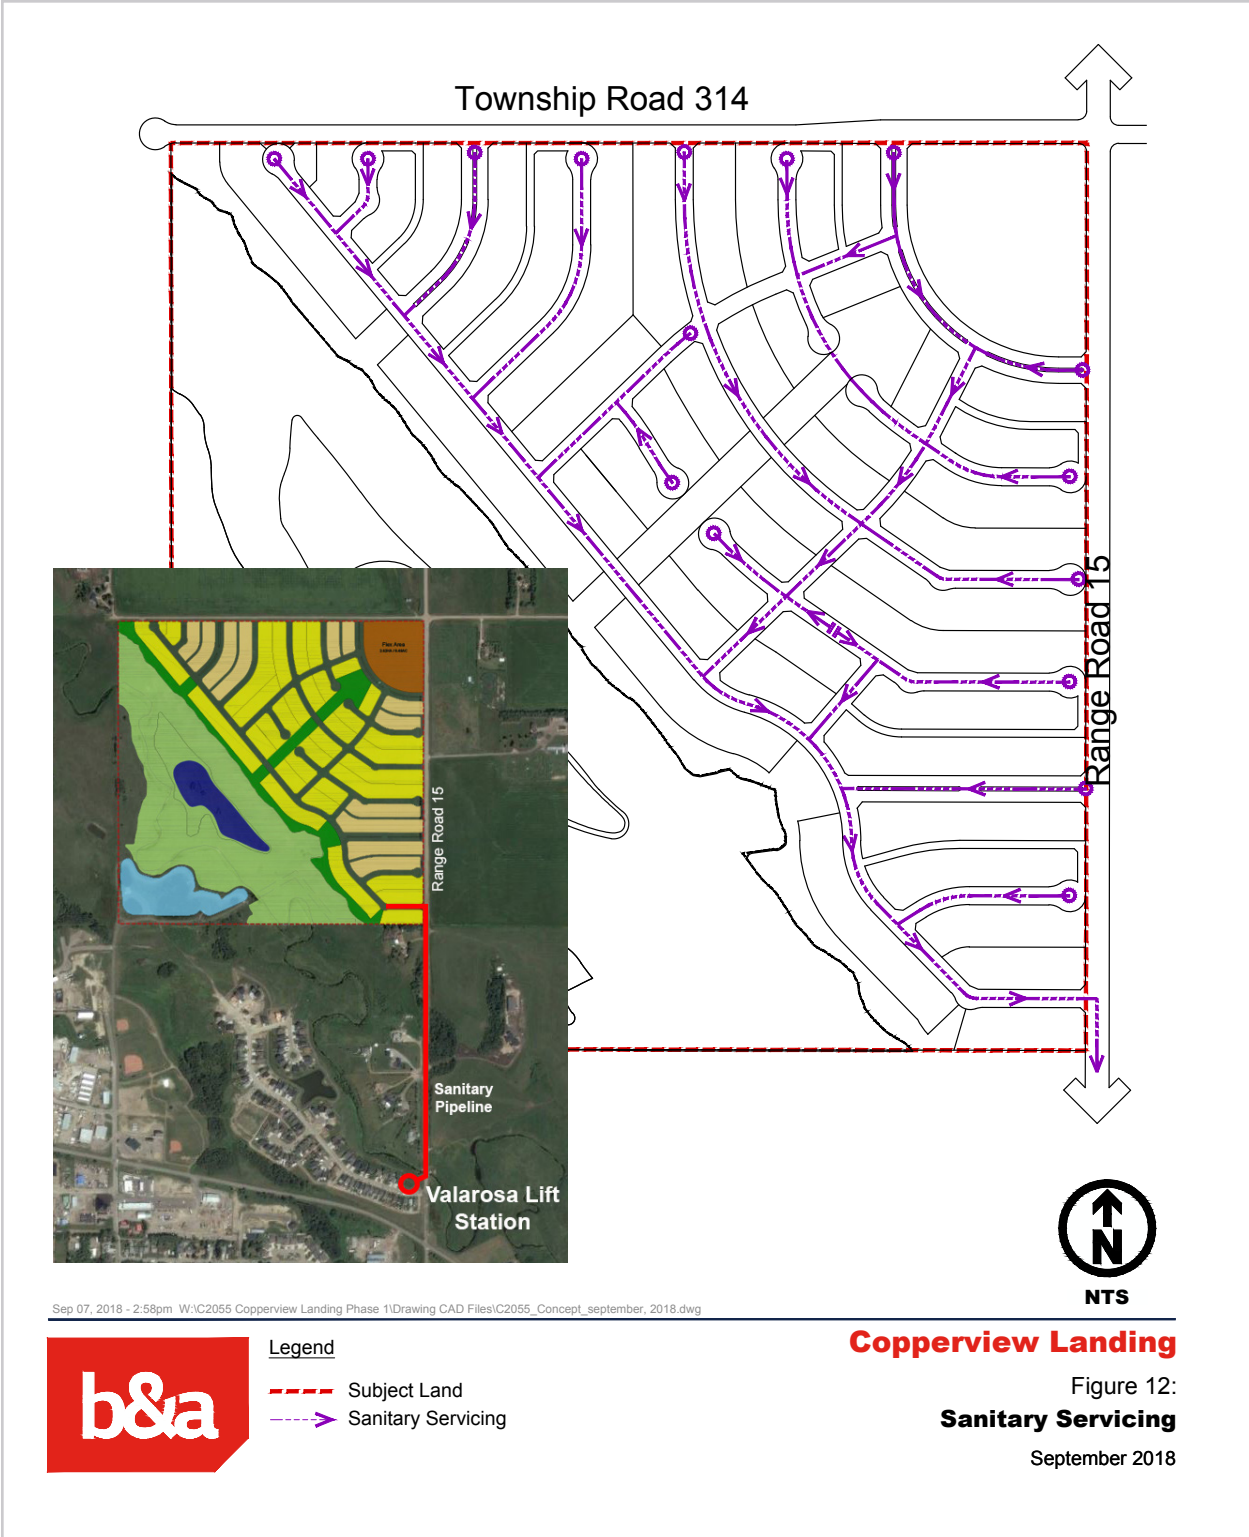 Township Road 314
Range Road 15
Flex Area
Range Road 15
Sanitary
Pipeline
Valarosa Lift
Station
N
NTS
Sep 07, 2018 - 2:58pm W:\C2055 Copperview Landing Phase 1\Drawing CAD Files\C2055_Concept_september, 2018.dwg
b&a
Legend
Subject Land
Sanitary Servicing
Copperview Landing
Figure 12:
Sanitary Servicing
September 2018